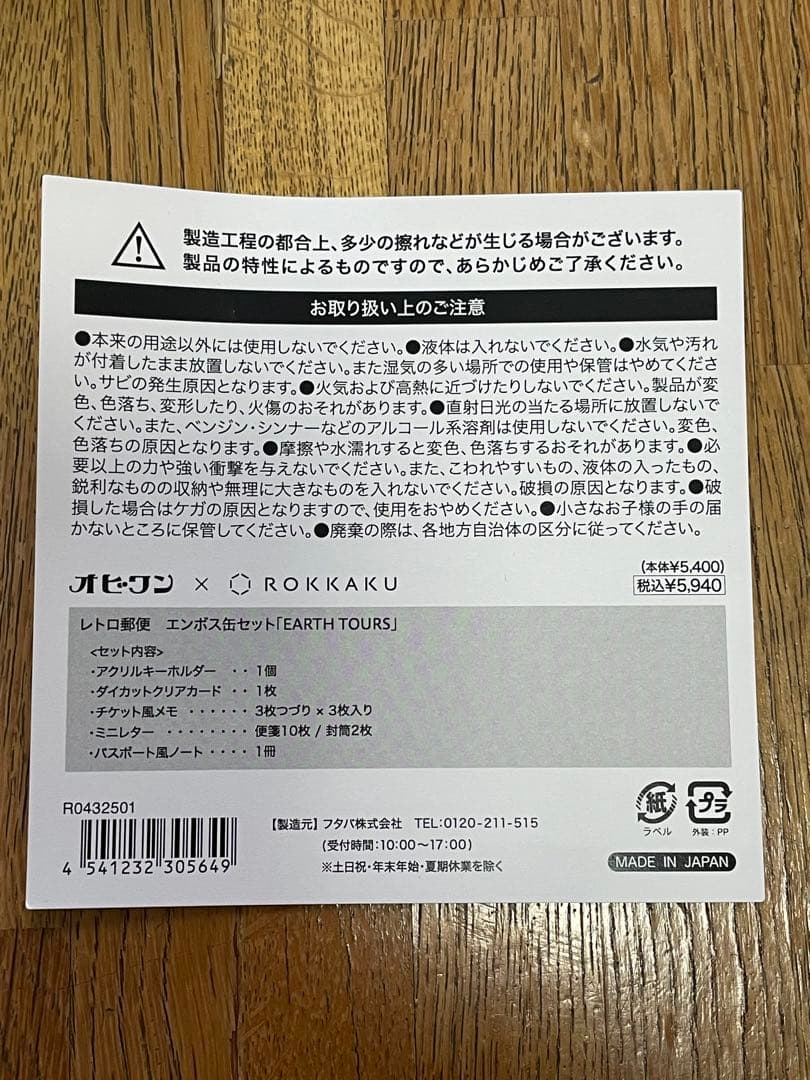 製造工程の都合上、多少の擦れなどが生じる場合がございます。
製品の特性によるものですので、あらかじめご了承ください。
お取り扱い上のご注意
●本来の用途以外には使用しないでください。●液体は入れないでください。●水気や汚れ
が付着したまま放置しないでください。また湿気の多い場所での使用や保管はやめてくださ
い。サビの発生原因となります。●火気および高熱に近づけたりしないでください。製品が変
色、色落ち、変形したり、火傷のおそれがあります。●直射日光の当たる場所に放置しないで
ください。また、ベンジン・シンナーなどのアルコール系溶剤は使用しないでください。変色、
色落ちの原因となります。●摩擦や水濡れすると変色、色落ちするおそれがあります。●必
要以上の力や強い衝撃を与えないでください。また、こわれやすいもの、液体の入ったもの、
鋭利なものの収納や無理に大きなものを入れないでください。破損の原因となります。●破
損した場合はケガの原因となりますので、使用をおやめください。●小さなお子様の手の届
かないところに保管してください。●廃棄の際は、各地方自治体の区分に従ってください。
オビ・ワン × ROKKAKU
(本体¥5,400)
税込¥5,940
レトロ郵便 エンボス缶セット「EARTH TOURS」
<セット内容>
・アクリルキーホルダー ・・ 1個
・ダイカットクリアカード ・・ 1枚
・チケット風メモ ・・・・・・ 3枚つづり × 3枚入り
・ミニレター ・・・・・・・・ 便箋10枚 / 封筒2枚
・パスポート風ノート ・・・・ 1冊
R0432501
4 541232 305649
【製造元】フタバ株式会社 TEL:0120-211-515
(受付時間:10:00〜17:00)
※土日祝・年末年始・夏期休業を除く
紙
ラベル
プラ
外装:PP
MADE IN JAPAN